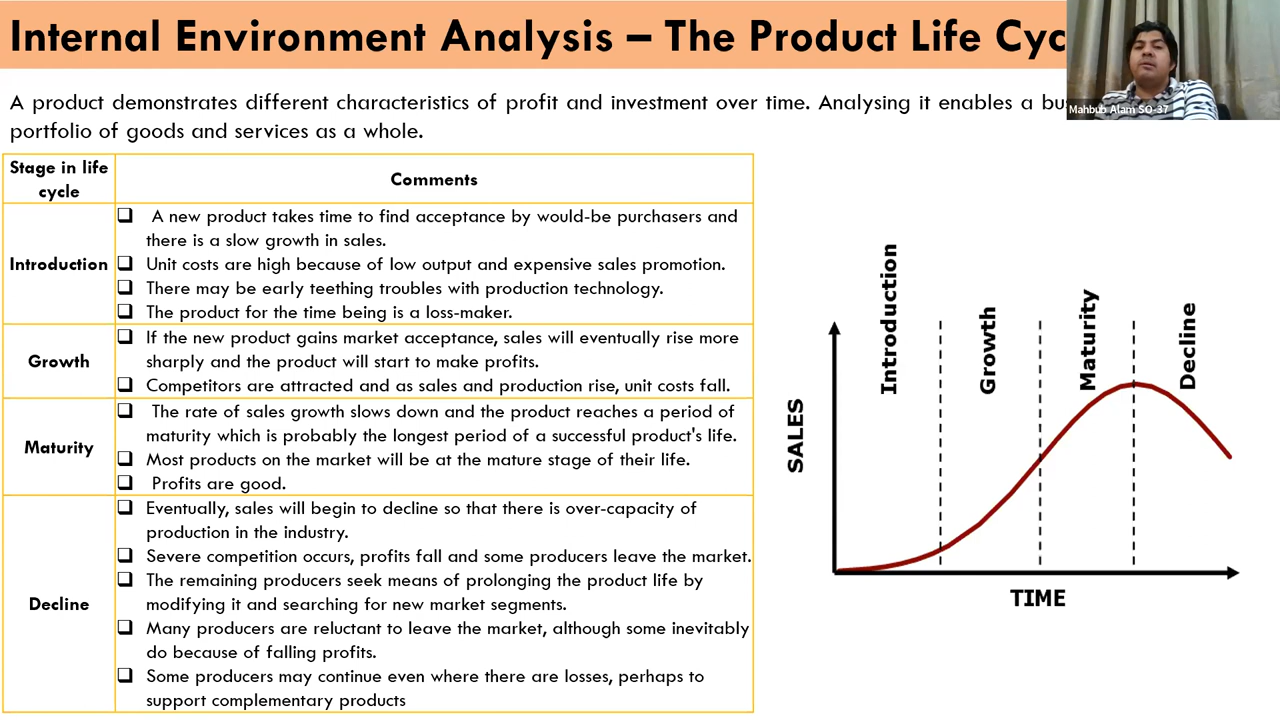 Internal Environment Analysis – The Product Life Cyc
Mahbub Alam SO-37
A product demonstrates different characteristics of profit and investment over time. Analysing it enables a
portfolio of goods and services as a whole.
Stage in life
cycle
Comments
Introduction
❑ A new product takes time to find acceptance by would-be purchasers and
there is a slow growth in sales.
❑ Unit costs are high because of low output and expensive sales promotion.
❑ There may be early teething troubles with production technology.
❑ The product for the time being is a loss-maker.
Growth
❑ If the new product gains market acceptance, sales will eventually rise more
sharply and the product will start to make profits.
❑ Competitors are attracted and as sales and production rise, unit costs fall.
Maturity
❑ The rate of sales growth slows down and the product reaches a period of
maturity which is probably the longest period of a successful product's life.
❑ Most products on the market will be at the mature stage of their life.
❑ Profits are good.
Decline
❑ Eventually, sales will begin to decline so that there is over-capacity of
production in the industry.
❑ Severe competition occurs, profits fall and some producers leave the market.
❑ The remaining producers seek means of prolonging the product life by
modifying it and searching for new market segments.
❑ Many producers are reluctant to leave the market, although some inevitably
do because of falling profits.
❑ Some producers may continue even where there are losses, perhaps to
support complementary products
Introduction
Growth
Maturity
Decline
SALES
TIME